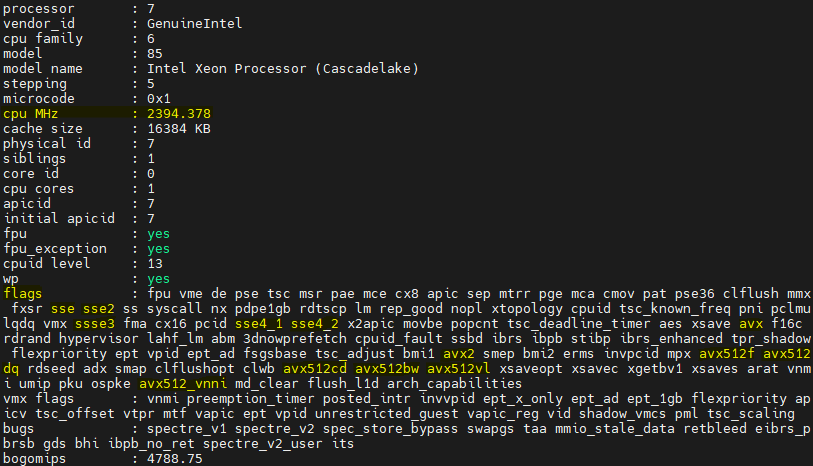 processor       : 7
vendor_id       : GenuineIntel
cpu family      : 6
model           : 85
model name      : Intel Xeon Processor (Cascadelake)
stepping        : 5
microcode       : 0x1
cpu MHz         : 2394.378
cache size      : 16384 KB
physical id     : 7
siblings        : 1
core id         : 0
cpu cores       : 1
apicid          : 7
initial apicid  : 7
fpu             : yes
fpu_exception   : yes
cpuid level     : 13
wp              : yes
flags           : fpu vme de pse tsc msr pae mce cx8 apic sep mtrr pge mca cmov pat pse36 clflush mmx
 fxsr sse sse2 ss syscall nx pdpe1gb rdtscp lm rep_good nopl xtopology cpuid tsc_known_freq pni pclmu
lqdq vmx ssse3 fma cx16 pcid sse4_1 sse4_2 x2apic movbe popcnt tsc_deadline_timer aes xsave avx f16c
rdrand hypervisor lahf_lm abm 3dnowprefetch cpuid_fault ssbd ibrs ibpb stibp ibrs_enhanced tpr_shadow
 flexpriority ept vpid ept_ad fsgsbase tsc_adjust bmi1 avx2 smep bmi2 erms invpcid mpx avx512f avx512
dq rdseed adx smap clflushopt clwb avx512cd avx512bw avx512vl xsaveopt xsavec xgetbv1 xsaves arat vnm
i umip pku ospke avx512_vnni md_clear flush_l1d arch_capabilities
vmx flags       : vnmi preemption_timer posted_intr invvpid ept_x_only ept_ad ept_1gb flexpriority ap
icv tsc_offset vtpr mtf vapic ept vpid unrestricted_guest vapic_reg vid shadow_vmcs pml tsc_scaling
bugs            : spectre_v1 spectre_v2 spec_store_bypass swapgs taa mmio_stale_data retbleed eibrs_p
brsb gds bhi ibpb_no_ret spectre_v2_user its
bogomips        : 4788.75